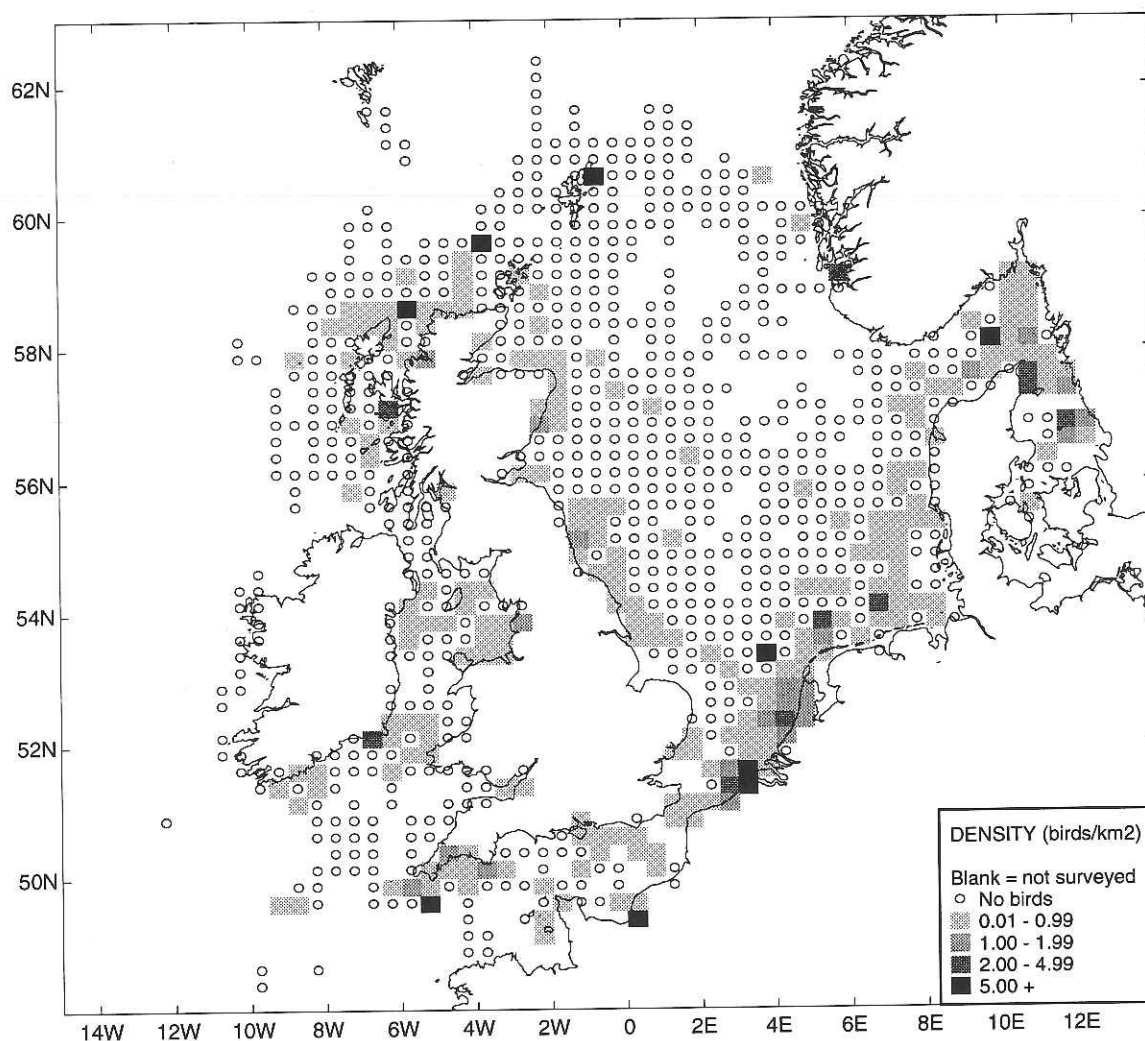 62N
60N
58N
56N
54N
52N
50N
14W 12W 10W 8W 6W 4W 2W 0 2E 4E 6E 8E 10E 12E
DENSITY (birds/km2)
Blank = not surveyed
No birds
0.01 - 0.99
1.00 - 1.99
2.00 - 4.99
5.00 +